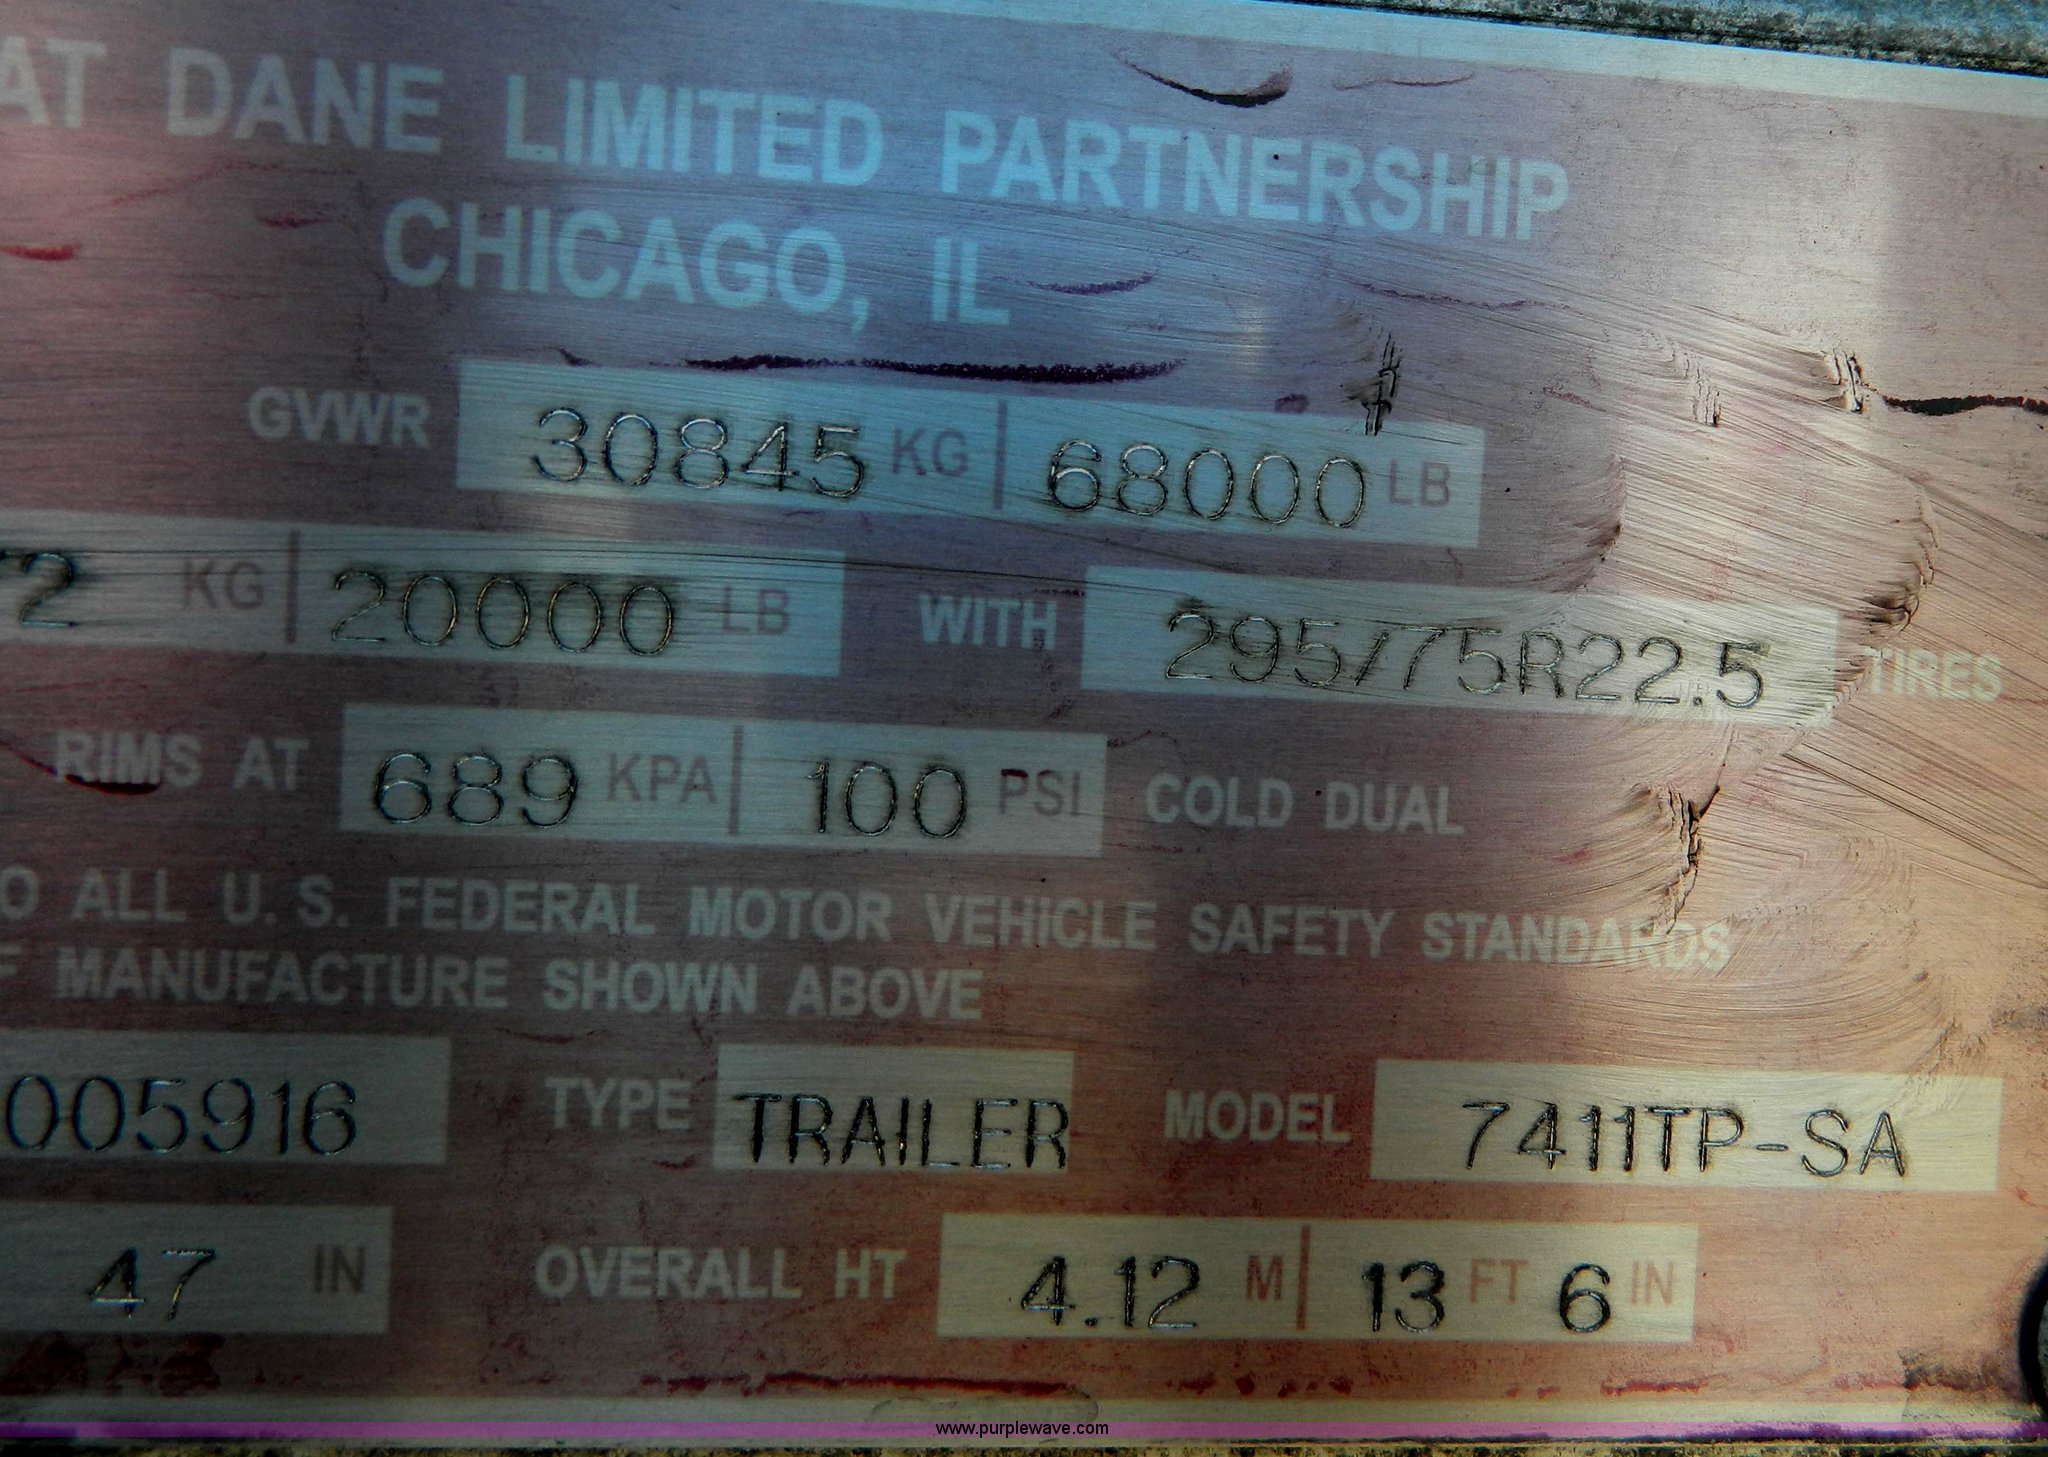 AT DANE LIMITED PARTNERSHIP
CHICAGO, IL
GVWR 30845 KG 68000 LB
72 KG 20000 LB WITH 295/75R22.5 TIRES
RIMS AT 689 KPA 100 PSI COLD DUAL
O ALL U.S. FEDERAL MOTOR VEHICLE SAFETY STANDARDS
F MANUFACTURE SHOWN ABOVE
005916 TYPE TRAILER MODEL 7411TP-SA
47 IN OVERALL HT 4.12 M 13 FT 6 IN
www.purplewave.com